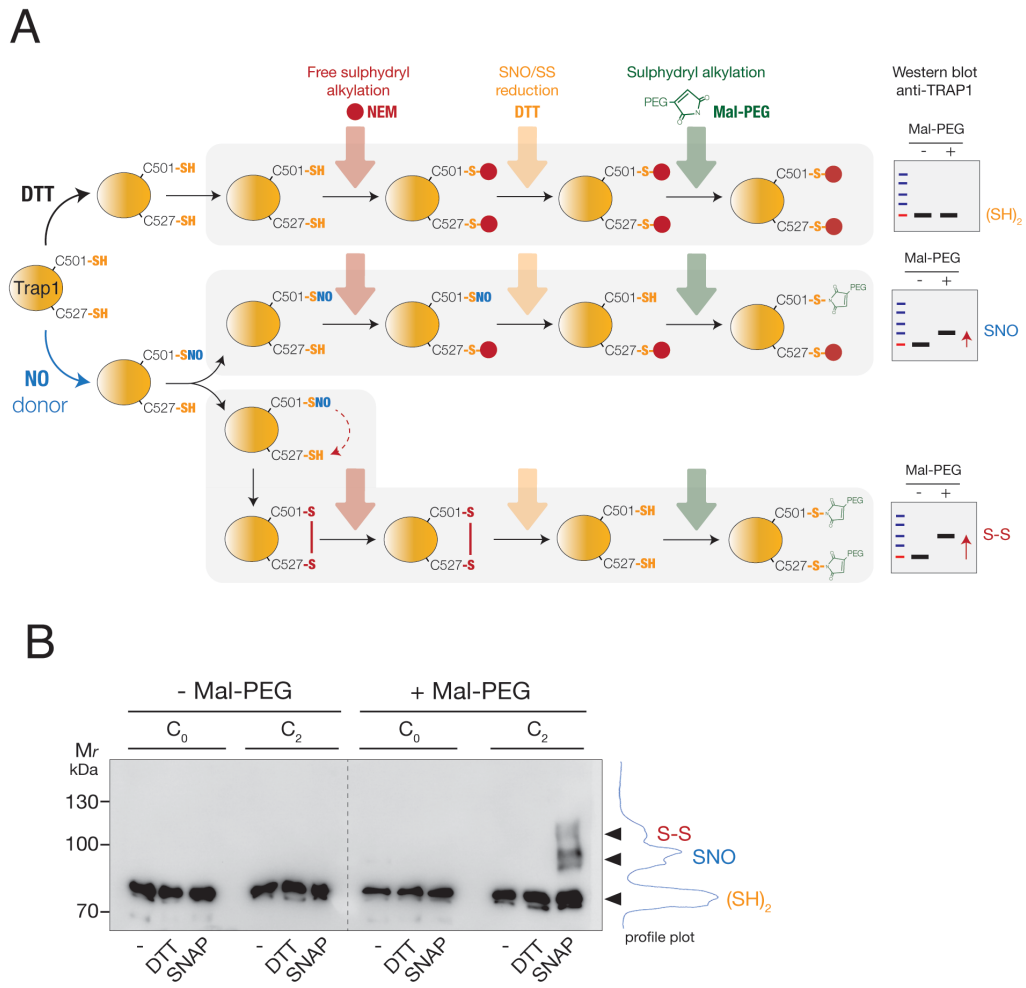 A
Free sulphydryl
alkylation
NEM
SNO/SS
reduction
DTT
Sulphydryl alkylation
PEG O N O Mal-PEG
Western blot
anti-TRAP1
DTT
C501-SH
C527-SH
C501-SH
C527-SH
C501-S-
C527-S-
C501-S-
C527-S-
C501-S-
C527-S-
Mal-PEG
- +
(SH)2
Trap1
C501-SH
C527-SH
NO
donor
C501-SNO
C527-SH
C501-SNO
C527-SH
C501-SNO
C527-S-
C501-SH
C527-S-
C501-S-N O O PEG
C527-S-
Mal-PEG
- +
SNO
C501-SNO
C527-SH
C501-S
C527-S
C501-S
C527-S
C501-SH
C527-SH
C501-S-N O O PEG
C527-S-N O O PEG
Mal-PEG
- +
S-S
B
- Mal-PEG + Mal-PEG
C0 C2 C0 C2
Mr
kDa
130
100
70
S-S
SNO
(SH)2
profile plot
- DTT SNAP - DTT SNAP - DTT SNAP - DTT SNAP